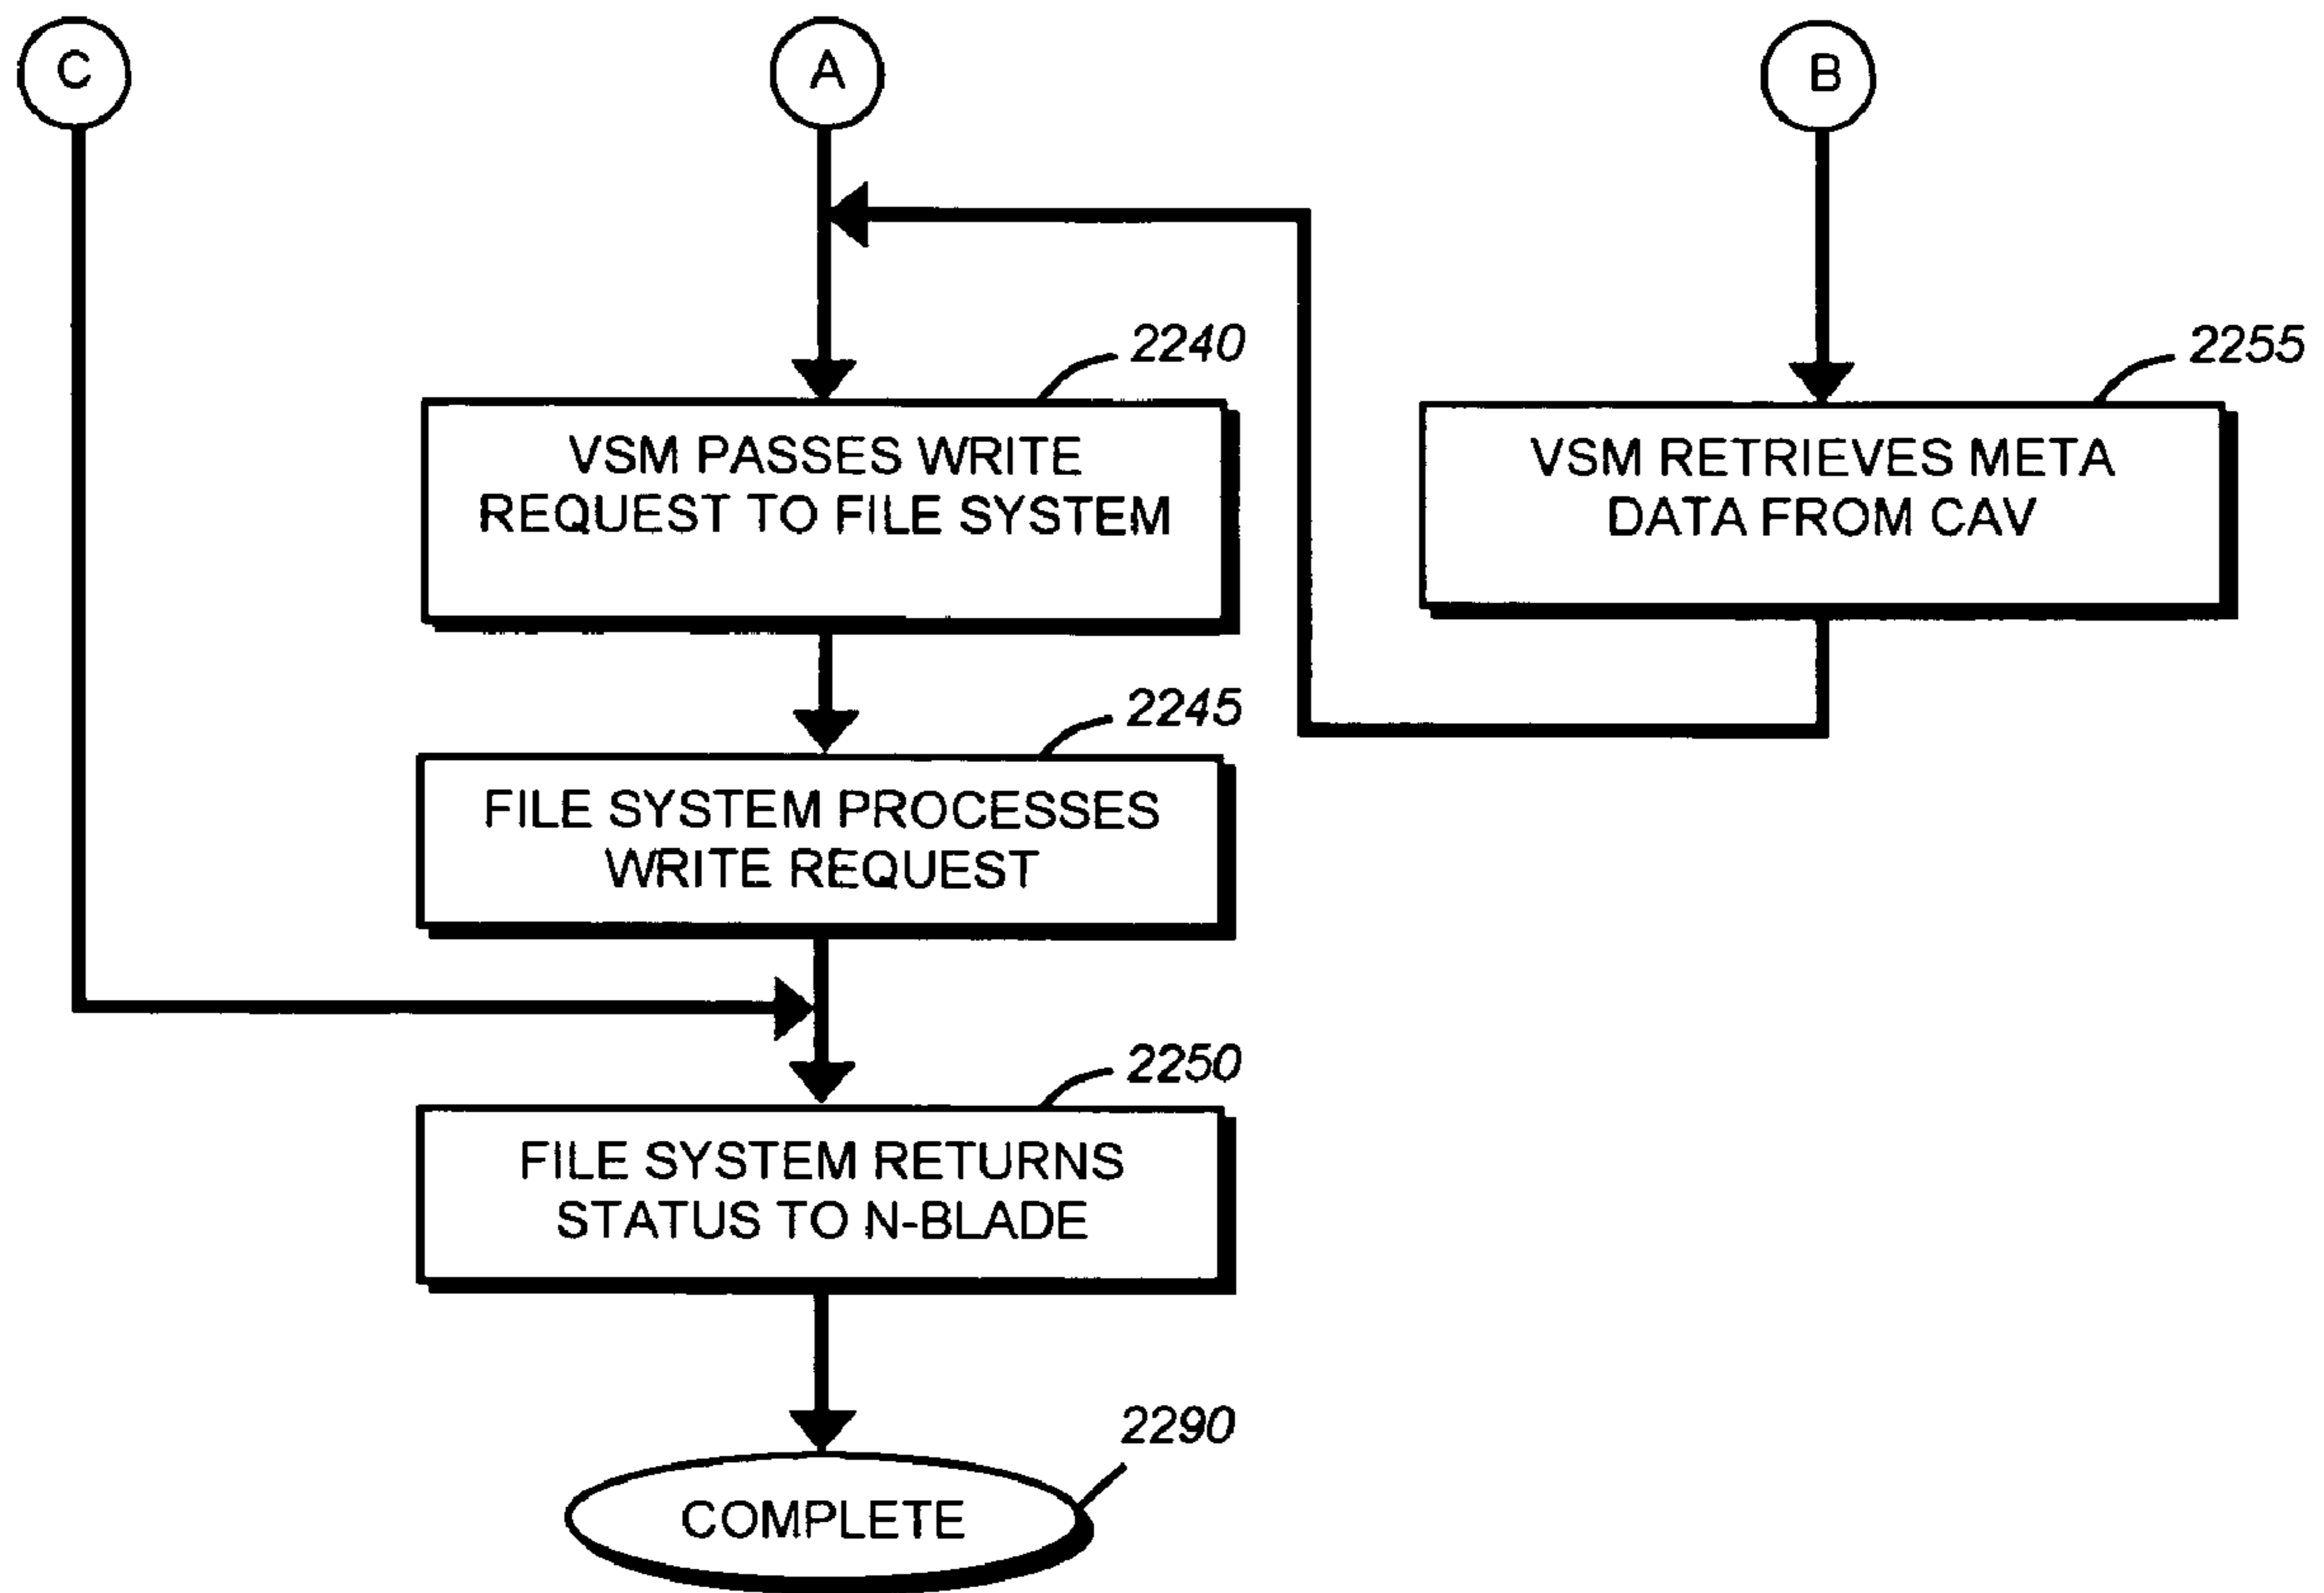 C
A
B
2240
VSM PASSES WRITE
REQUEST TO FILE SYSTEM
2255
VSM RETRIEVES META
DATA FROM CAV
2245
FILE SYSTEM PROCESSES
WRITE REQUEST
2250
FILE SYSTEM RETURNS
STATUS TO N-BLADE
2290
COMPLETE